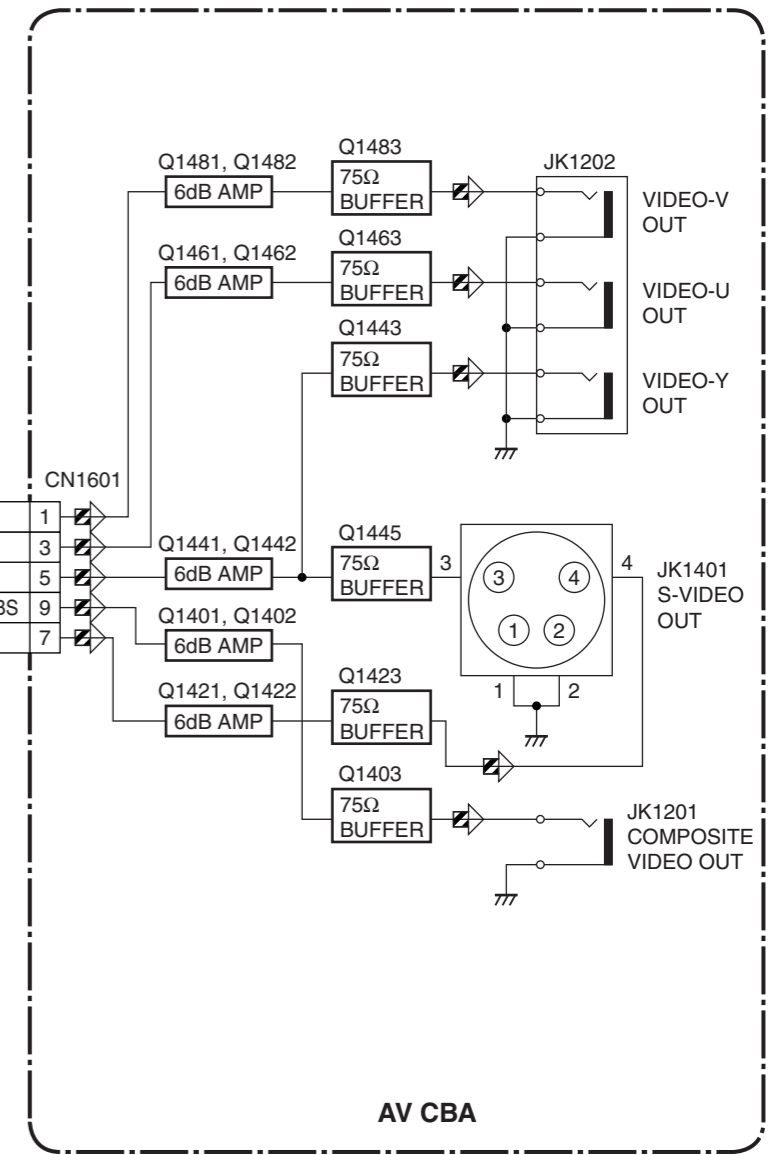 Q1483
Q1481, Q1482
JK1202
6dB AMP
75Ω
BUFFER
VIDEO-V
OUT
Q1463
Q1461, Q1462
6dB AMP
75Ω
BUFFER
VIDEO-U
OUT
Q1443
75Ω
BUFFER
VIDEO-Y
OUT
CN1601
1
3
5
9
7
Q1441, Q1442
6dB AMP
Q1445
75Ω
BUFFER
3
3
4
1
2
4
1
2
JK1401
S-VIDEO
OUT
Q1401, Q1402
6dB AMP
Q1421, Q1422
6dB AMP
Q1423
75Ω
BUFFER
Q1403
75Ω
BUFFER
JK1201
COMPOSITE
VIDEO OUT
AV CBA